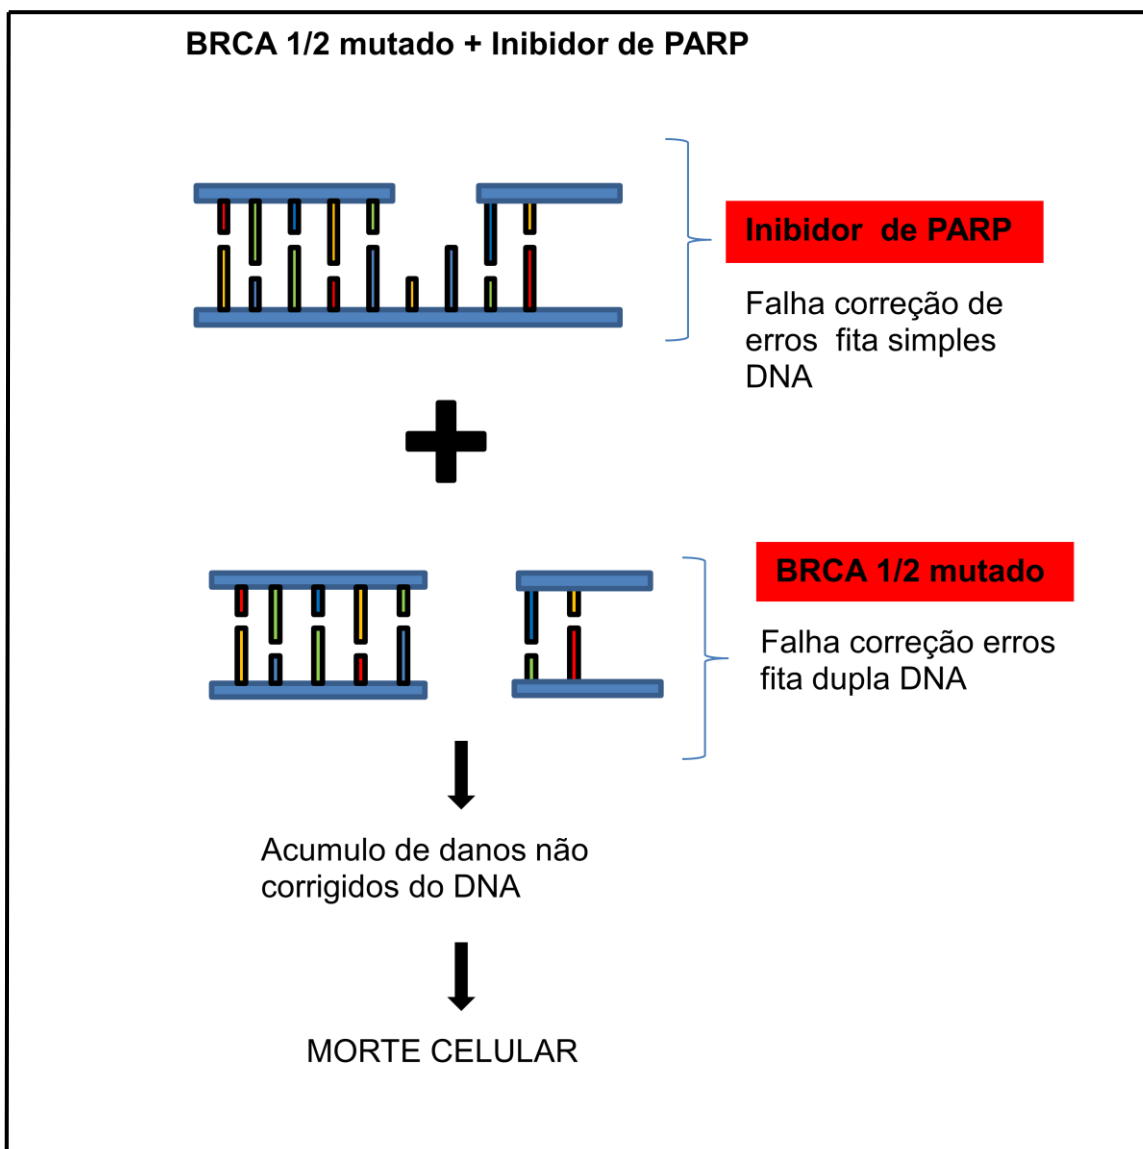 BRCA 1/2 mutado + Inibidor de PARP
Inibidor de PARP
Falha correção de
erros fita simples
DNA
BRCA 1/2 mutado
Falha correção erros
fita dupla DNA
Acumulo de danos não
corrigidos do DNA
MORTE CELULAR